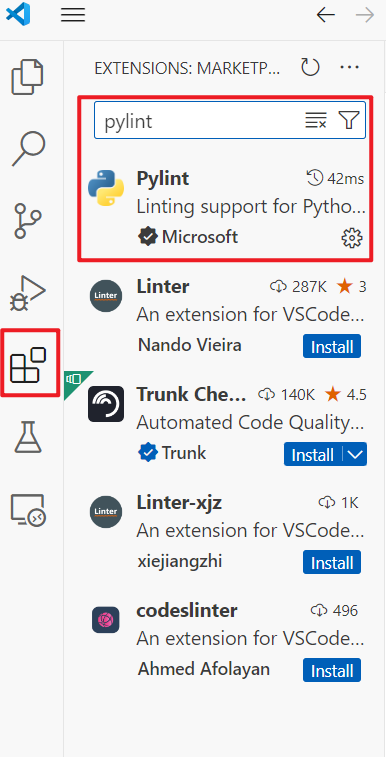 EXTENSIONS: MARKETP...
pylint
Pylint 42ms
Linting support for Pytho...
Microsoft
Linter 287K 3
An extension for VSCode...
Nando Vieira Install
Trunk Che... 140K 4.5
Automated Code Quality...
Trunk Install
Linter-xjz 1K
An extension for VSCode...
xiejiangzhi Install
codeslinter 496
An extension for VSCode...
Ahmed Afolayan Install